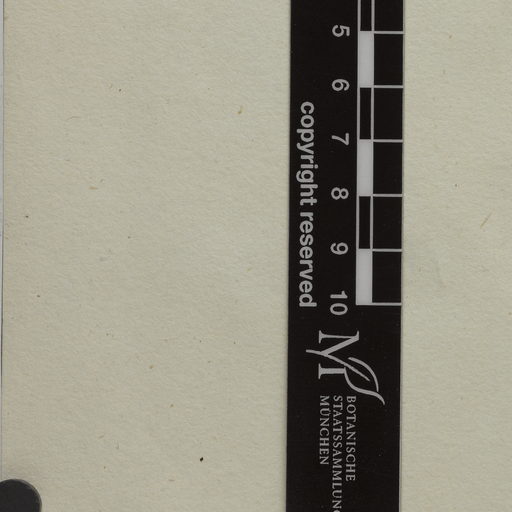 5 6 7 8 9 10
copyright reserved
M
BOTANISCHE
STAATSSAMMLUNG
MÜNCHEN